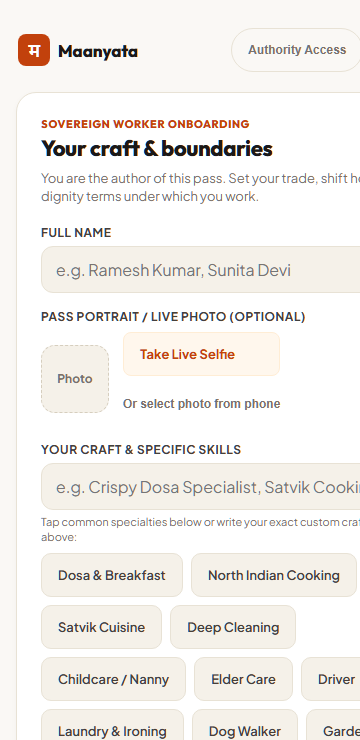 म Maanyata Authority Access
SOVEREIGN WORKER ONBOARDING
Your craft & boundaries
You are the author of this pass. Set your trade, shift
dignity terms under which you work.
FULL NAME
e.g. Ramesh Kumar, Sunita Devi
PASS PORTRAIT / LIVE PHOTO (OPTIONAL)
Photo
Take Live Selfie
Or select photo from phone
YOUR CRAFT & SPECIFIC SKILLS
e.g. Crispy Dosa Specialist, Satvik
Tap common specialties below or write your exact custom
above:
Dosa & Breakfast North Indian Cooking
Satvik Cuisine Deep Cleaning
Childcare / Nanny Elder Care Driver
Laundry & Ironing Dog Walker